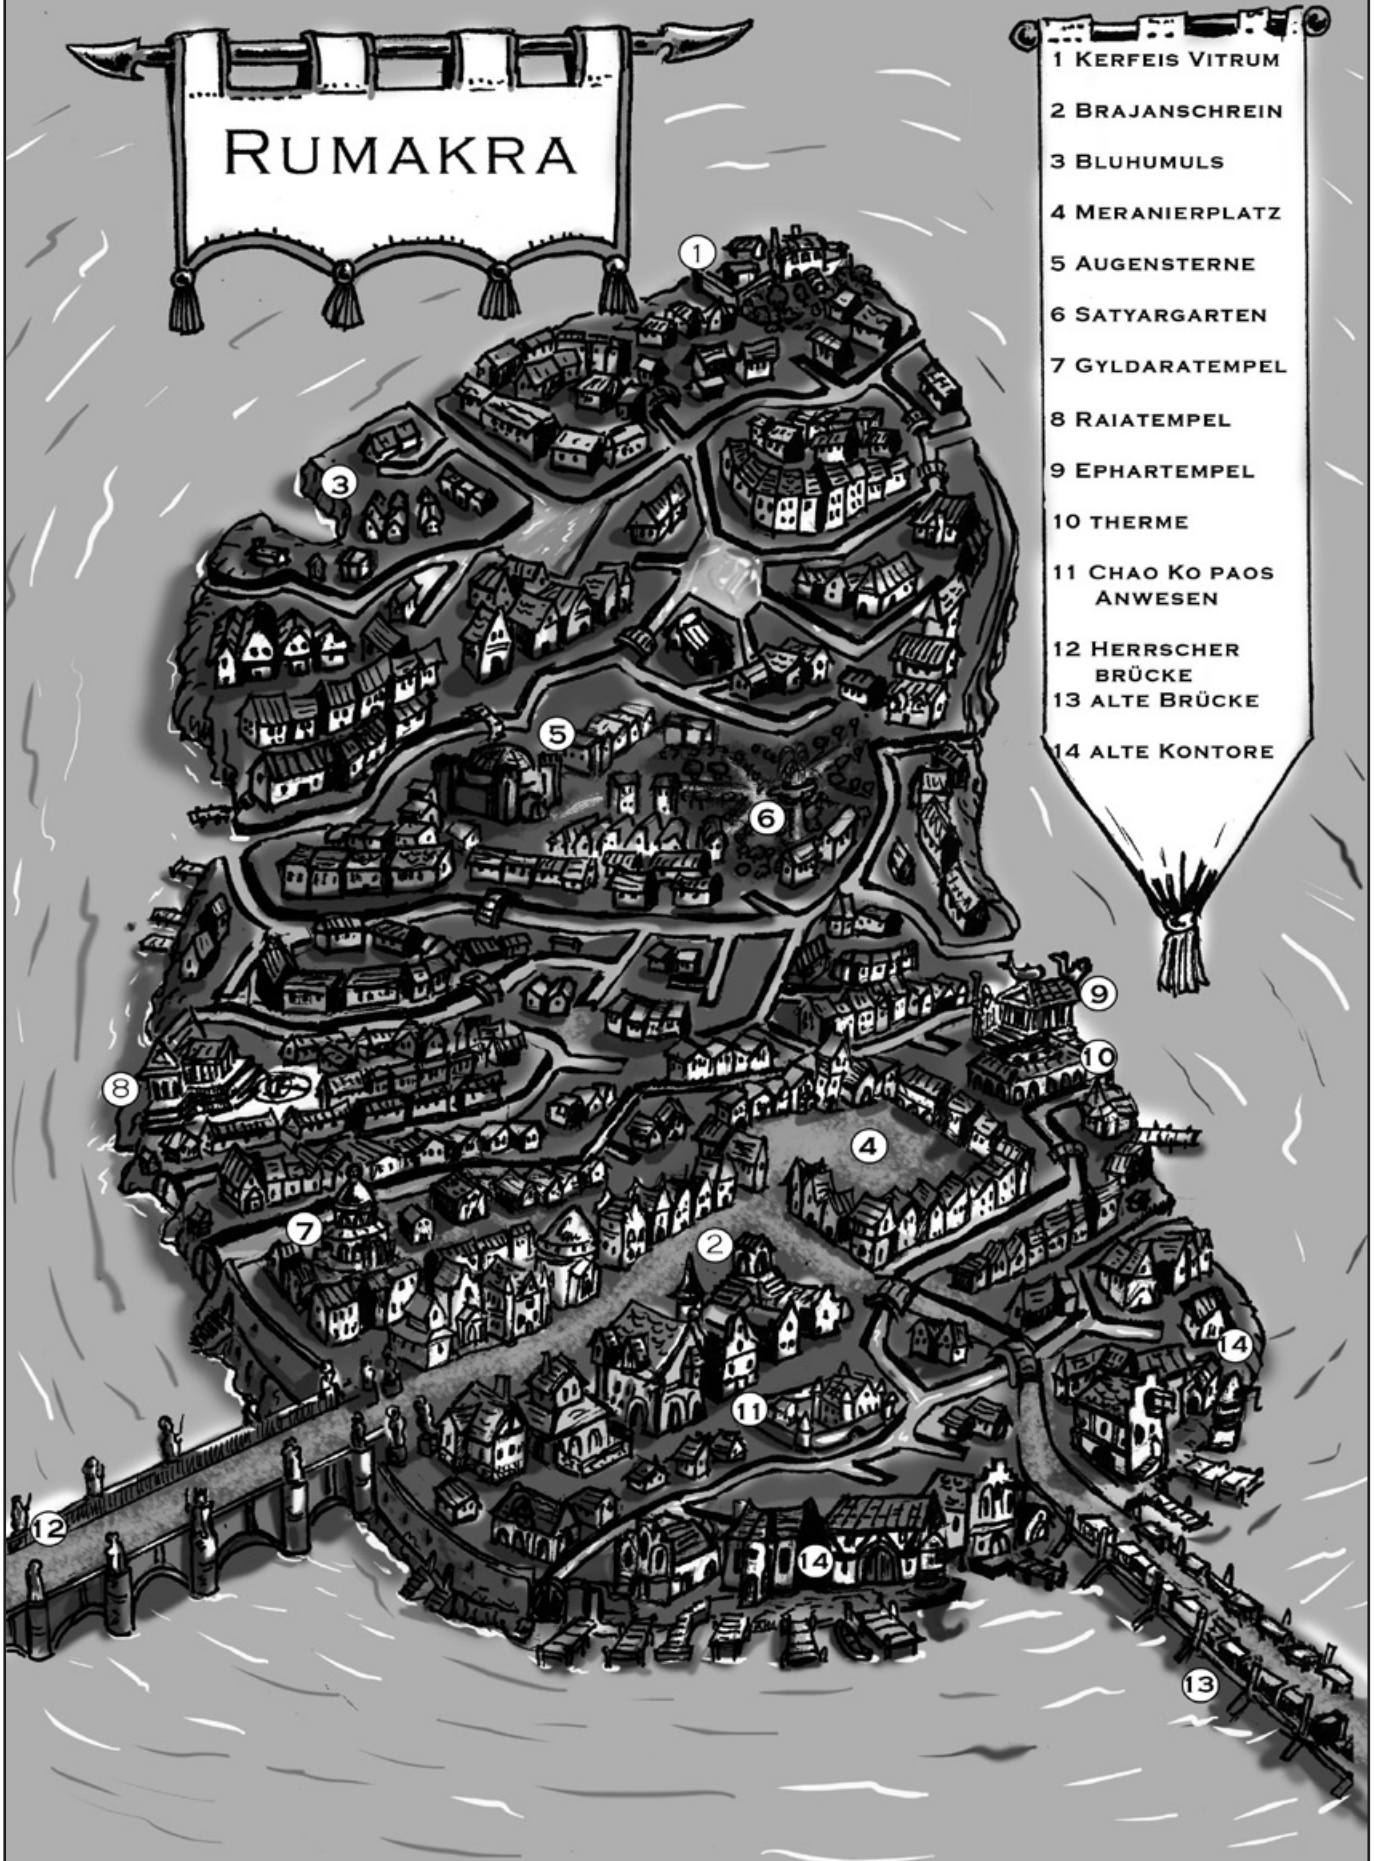 RUMAKRA
1 KERFEIS VITRUM
2 BRAJANSCHREIN
3 BLUHUMULS
4 MERANIERPLATZ
5 AUGENSTERNE
6 SATYARGARTEN
7 GYLDARATEMPEL
8 RAIATEMPEL
9 EPHARTEMPEL
10 THERME
11 CHAO KO PAOS
ANWESEN
12 HERRSCHER
BRÜCKE
13 ALTE BRÜCKE
14 ALTE KONTORE
1
3
5
6
9
10
8
4
7
2
14
11
12
14
13